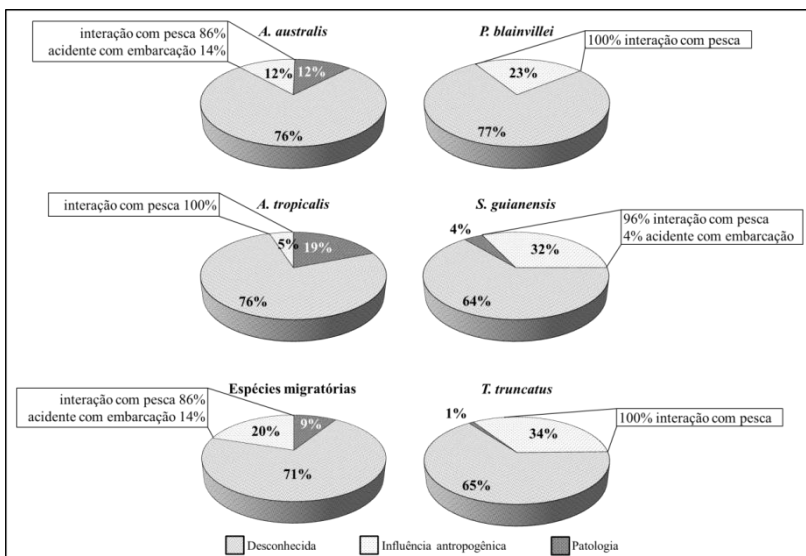 interação com pesca 86%
acidente com embarcação 14%
A. australis
12%
12%
76%
P. blainvillei
100% interação com pesca
23%
77%
interação com pesca 100%
A. tropicalis
5%
19%
76%
S. guianensis
96% interação com pesca
4% acidente com embarcação
4%
32%
64%
Espécies migratórias
interação com pesca 86%
acidente com embarcação 14%
20%
9%
71%
T. truncatus
100% interação com pesca
1%
34%
65%
Desconhecida
Influência antropogênica
Patologia